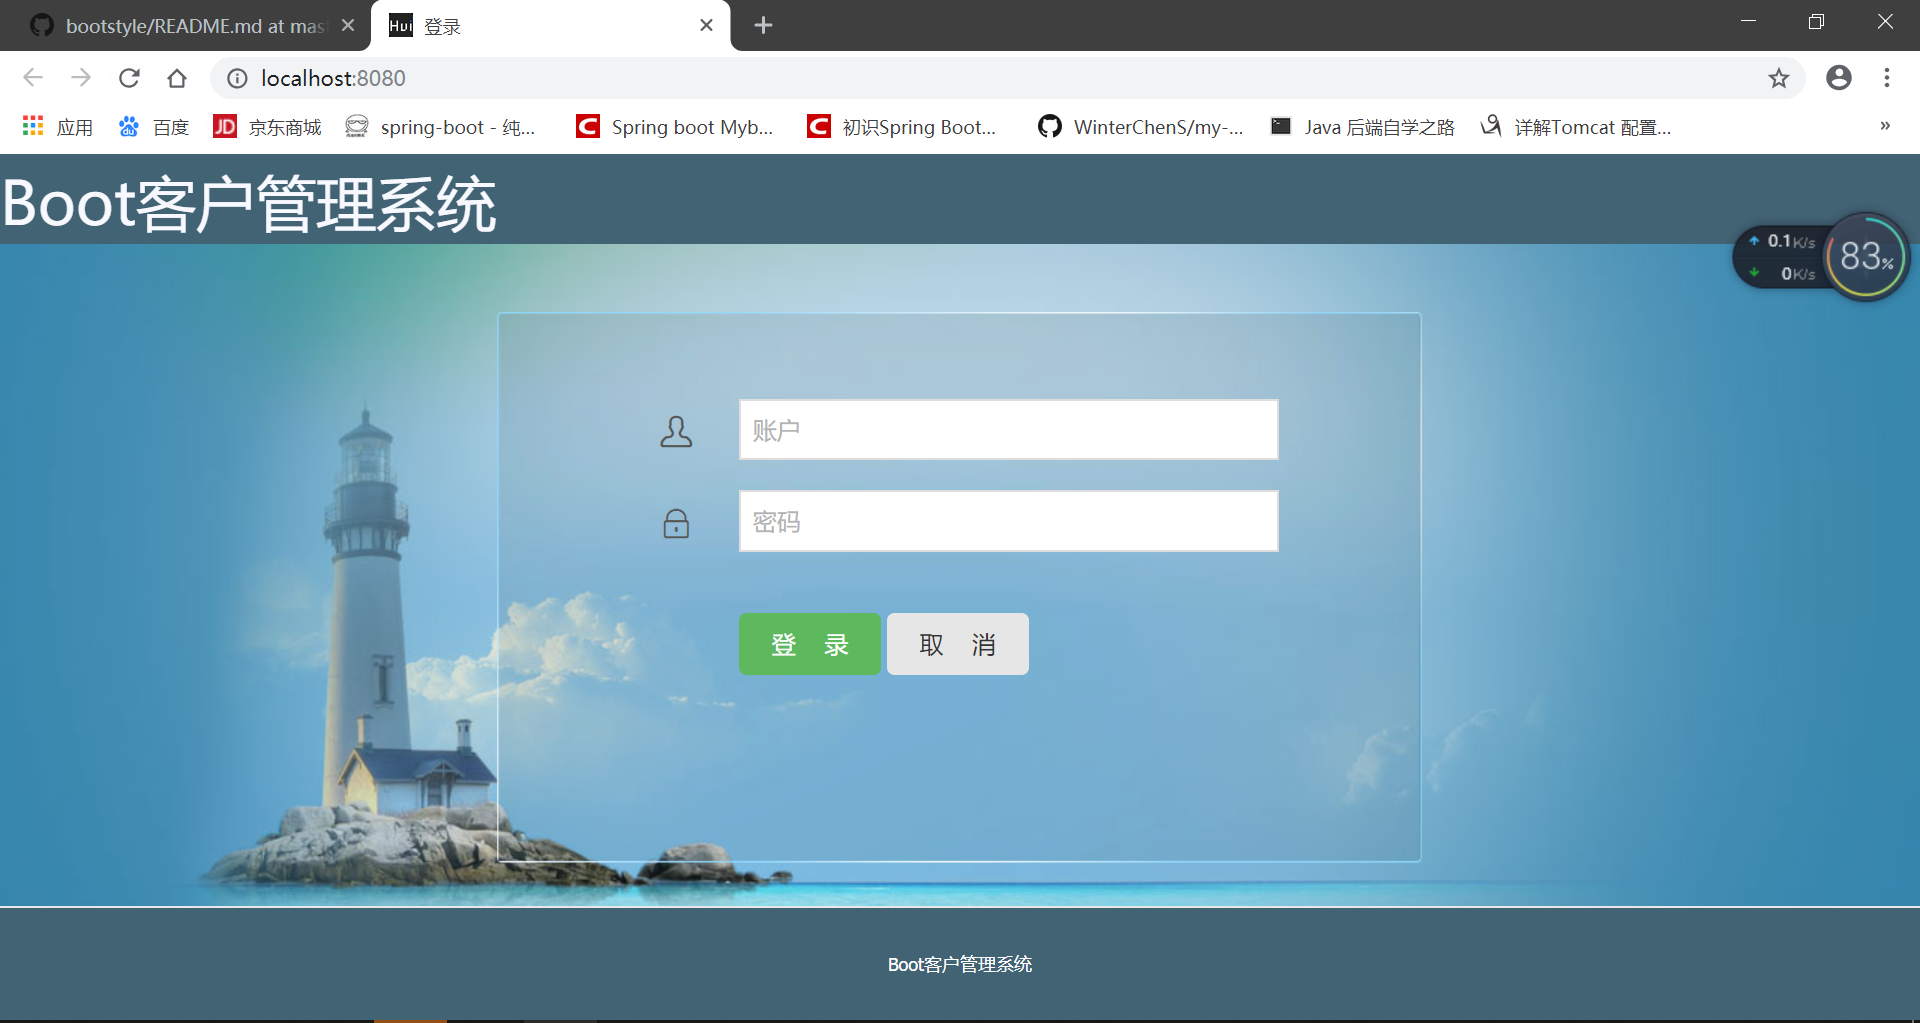 bootstyle/README.md at mast
Hui 登录
localhost:8080
应用 百度 JD 京东商城 spring-boot - 纯... Spring boot Myb... 初识Spring Boot... WinterChenS/my-... Java 后端自学之路 详解Tomcat 配置... »
Boot客户管理系统
0.1K/s
0K/s
83%
账户
密码
登 录 取 消
Boot客户管理系统